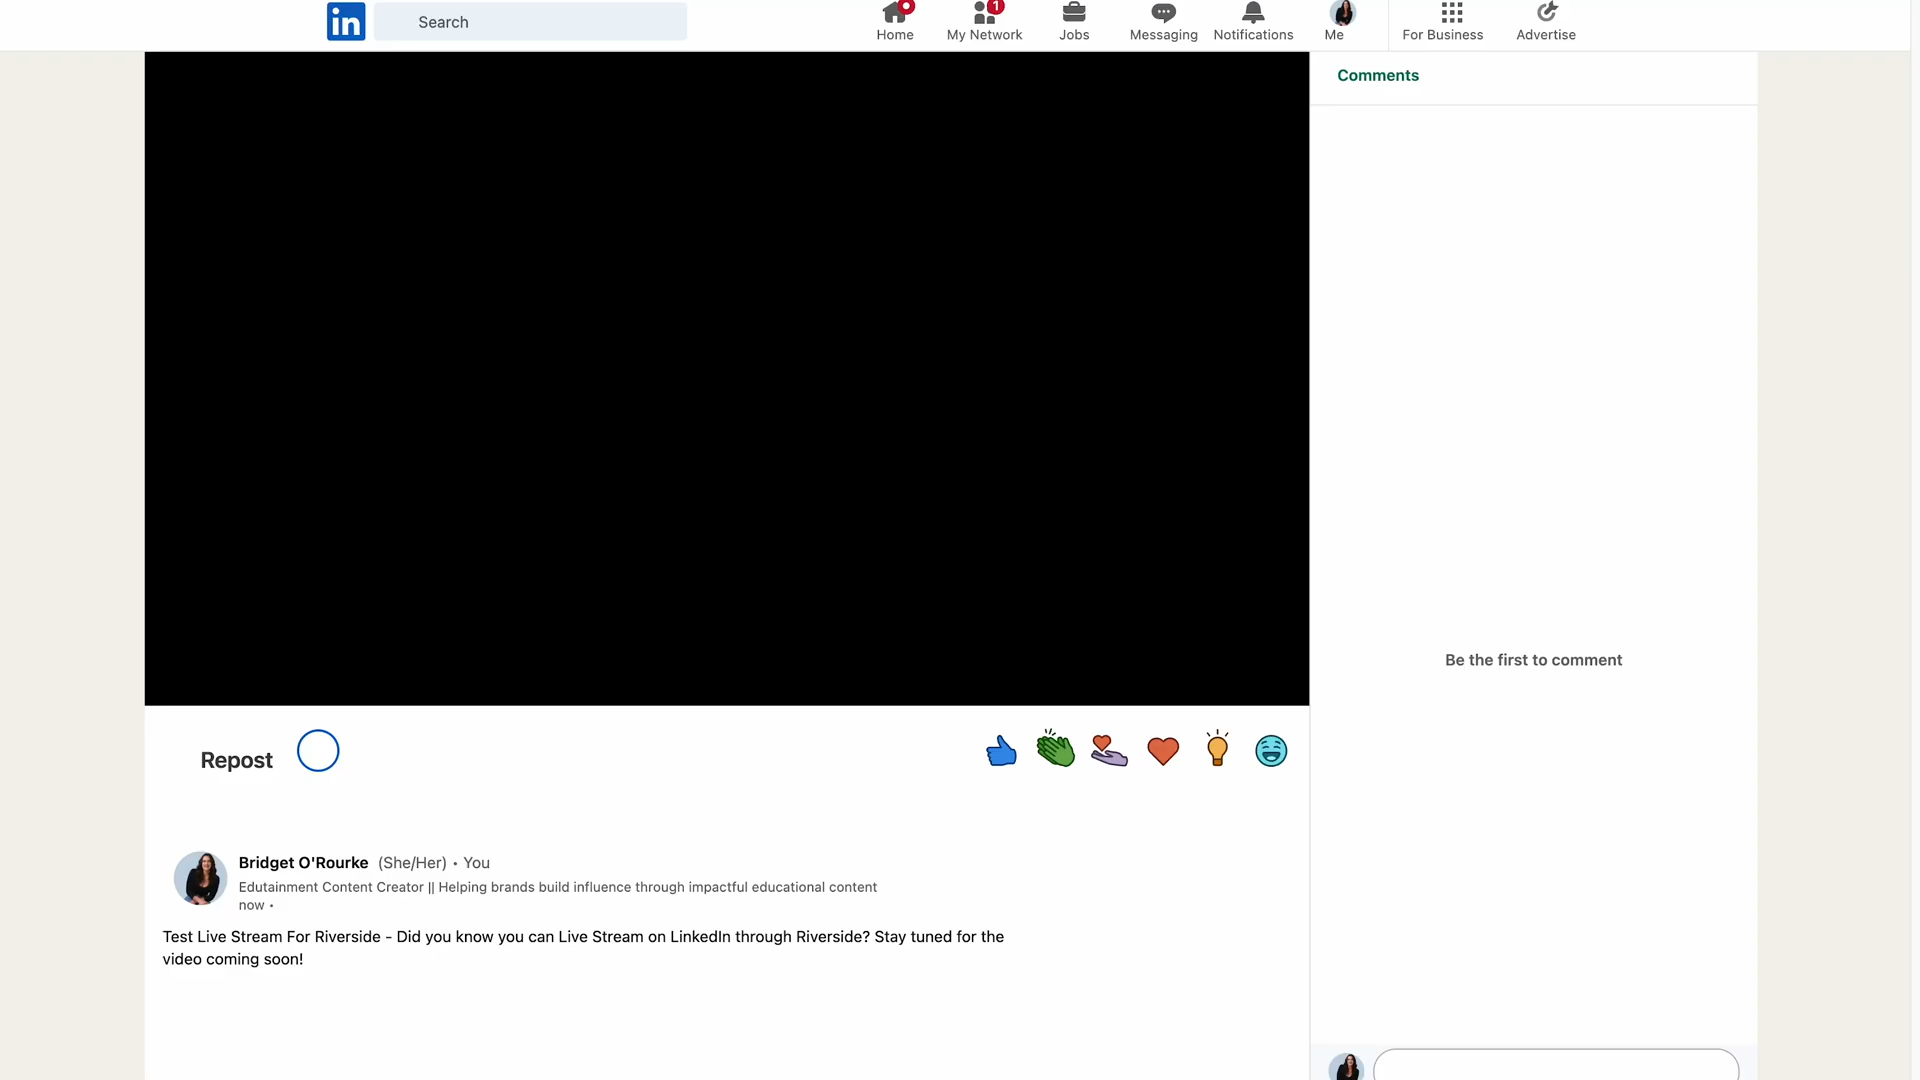 in
Search
Home
1
My Network
Jobs
Messaging
Notifications
Me
For Business
Advertise
Comments
Be the first to comment
Repost
Bridget O'Rourke (She/Her) • You
Edutainment Content Creator || Helping brands build influence through impactful educational content
now •
Test Live Stream For Riverside - Did you know you can Live Stream on LinkedIn through Riverside? Stay tuned for the
video coming soon!